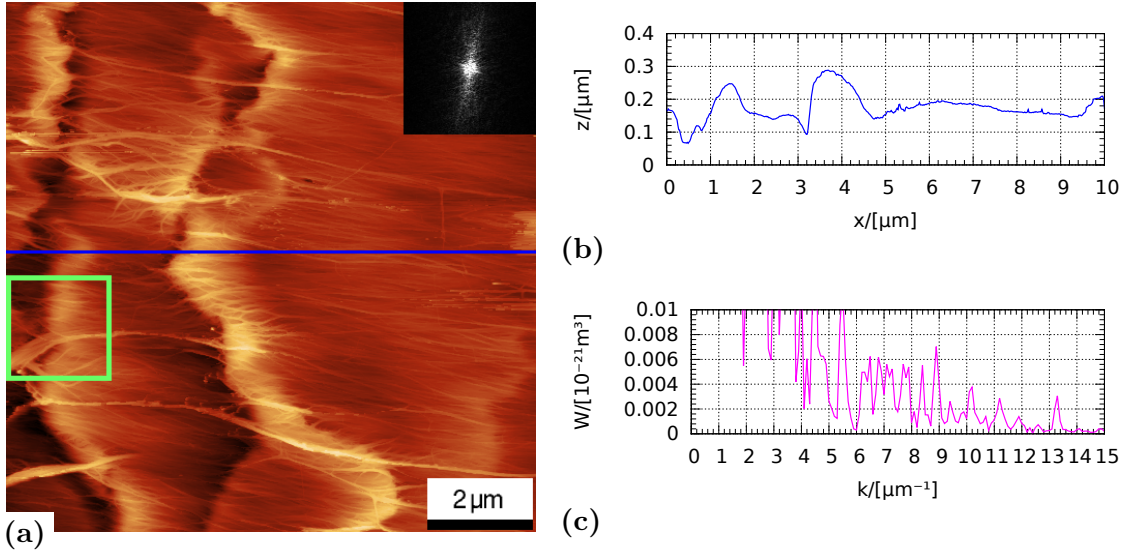 2 µm
(a)
z/[µm]
0.4
0.3
0.2
0.1
0
0 1 2 3 4 5 6 7 8 9 10
x/[µm]
(b)
W/[10⁻²¹m³]
0.01
0.008
0.006
0.004
0.002
0
0 1 2 3 4 5 6 7 8 9 10 11 12 13 14 15
k/[µm⁻¹]
(c)